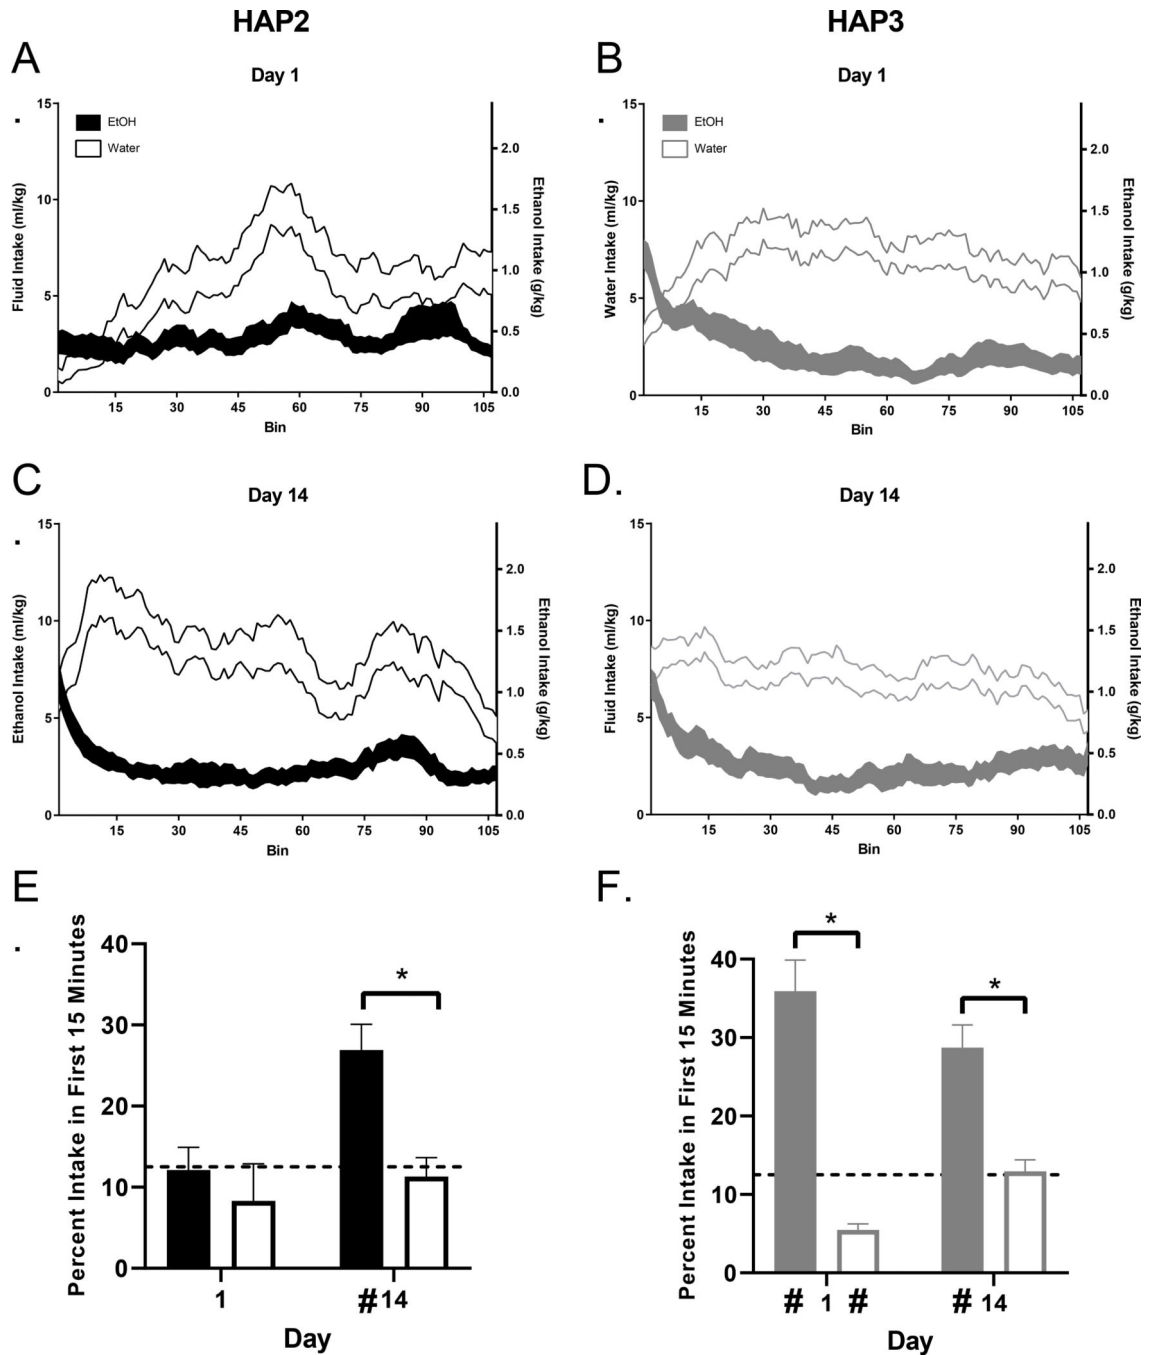 HAP2
HAP3
A
.
Day 1
EtOH
Water
Fluid Intake (ml/kg)
15
10
5
0
15 30 45 60 75 90 105
Bin
2.0
1.5
1.0
0.5
0.0
Ethanol Intake (g/kg)
B
.
Day 1
EtOH
Water
Water Intake (ml/kg)
15
10
5
0
15 30 45 60 75 90 105
Bin
2.0
1.5
1.0
0.5
0.0
Ethanol Intake (g/kg)
C
.
Day 14
Ethanol Intake (ml/kg)
15
10
5
0
15 30 45 60 75 90 105
Bin
2.0
1.5
1.0
0.5
0.0
Ethanol Intake (g/kg)
D.
Day 14
Fluid Intake (ml/kg)
15
10
5
0
15 30 45 60 75 90 105
Bin
2.0
1.5
1.0
0.5
0.0
Ethanol Intake (g/kg)
E
.
Percent Intake in First 15 Minutes
40
30
20
10
0
*
1 #14
Day
F.
Percent Intake in First 15 Minutes
40
30
20
10
0
*
*
# 1 # # 14
Day